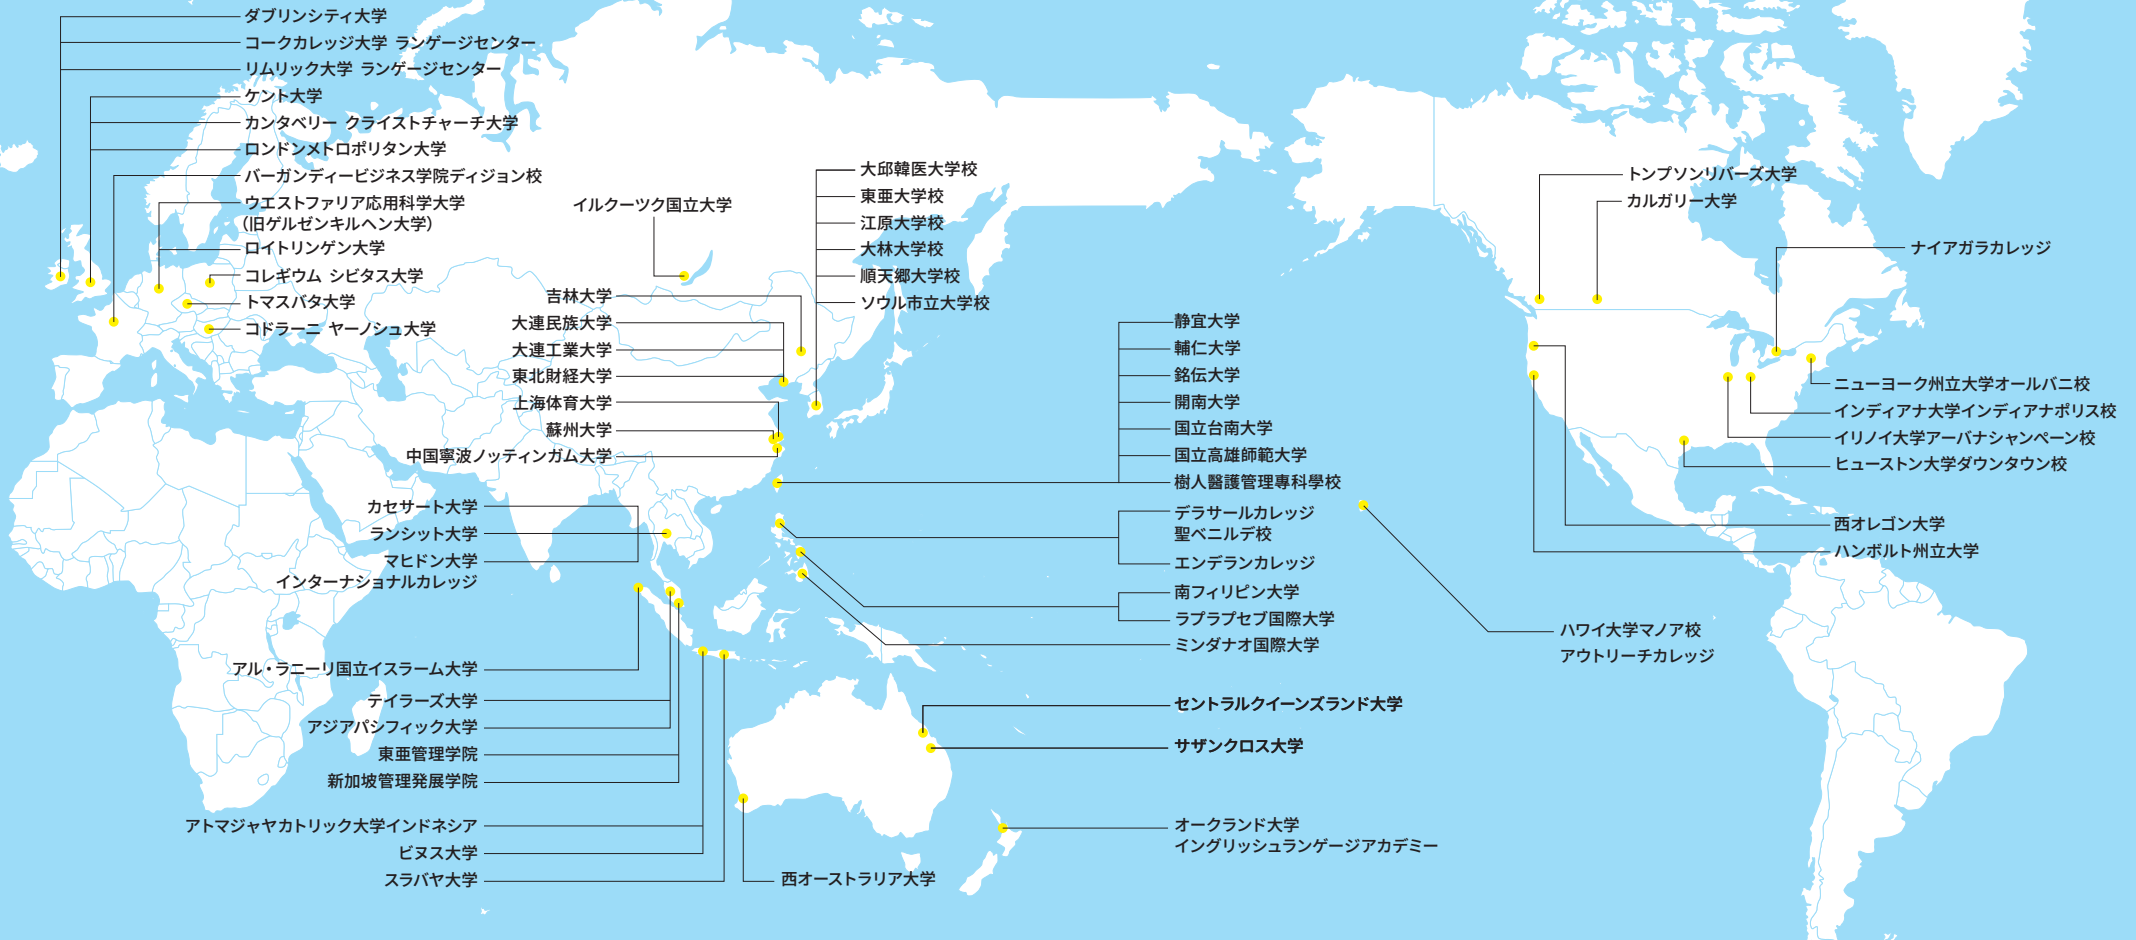 ダブリンシティ大学
コークカレッジ大学 ランゲージセンター
リムリック大学 ランゲージセンター
ケント大学
カンタベリー クライストチャーチ大学
ロンドンメトロポリタン大学
バーガンディービジネス学院ディジョン校
ウエストファリア応用科学大学
（旧ゲルゼンキルヘン大学）
ロイトリンゲン大学
コレギウム シビタス大学
トマスバタ大学
コドラーニ ヤーノシュ大学
イルクーツク国立大学
大邱韓医大学校
東亜大学校
江原大学校
大林大学校
順天郷大学校
ソウル市立大学校
吉林大学
大連民族大学
大連工業大学
東北財経大学
上海体育大学
蘇州大学
中国寧波ノッティンガム大学
カセサート大学
ランシット大学
マヒドン大学
インターナショナルカレッジ
アル・ラニーリ国立イスラーム大学
テイラーズ大学
アジアパシフィック大学
東亜管理学院
新加坡管理発展学院
アトマジャヤカトリック大学インドネシア
ビヌス大学
スラバヤ大学
静宜大学
輔仁大学
銘伝大学
開南大学
国立台南大学
国立高雄師範大学
樹人醫護管理專科學校
デラサールカレッジ
聖ベニルデ校
エンデランカレッジ
南フィリピン大学
ラプラプセブ国際大学
ミンダナオ国際大学
セントラルクイーンズランド大学
サザンクロス大学
オークランド大学
イングリッシュランゲージアカデミー
西オーストラリア大学
トンプソンリバーズ大学
カルガリー大学
ナイアガラカレッジ
ニューヨーク州立大学オールバニ校
インディアナ大学インディアナポリス校
イリノイ大学アーバナシャンペーン校
ヒューストン大学ダウンタウン校
西オレゴン大学
ハンボルト州立大学
ハワイ大学マノア校
アウトリーチカレッジ